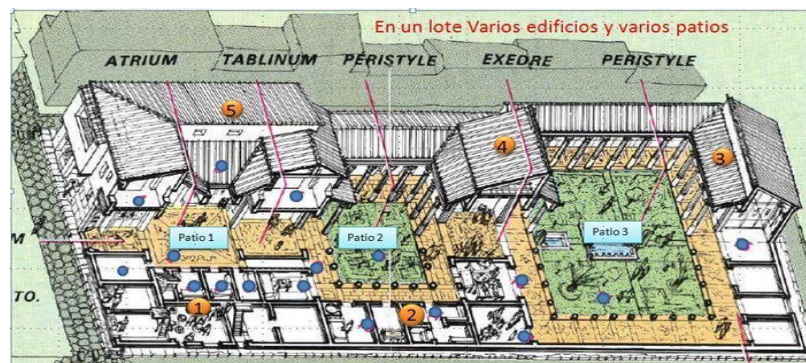 En un lote Varios edificios y varios patios
ATRIUM TABLINUM PERISTYLE EXEDRE PERISTYLE
5
4
3
M
Patio 1
Patio 2
Patio 3
TO.
1
2